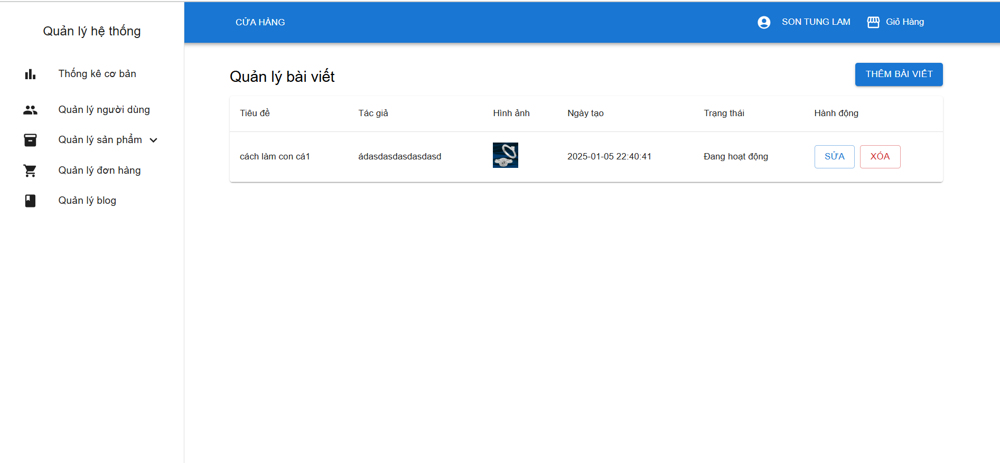 Quản lý hệ thống
Thống kê cơ bản
Quản lý người dùng
Quản lý sản phẩm
Quản lý đơn hàng
Quản lý blog
CỬA HÀNG
SON TUNG LAM
Giỏ Hàng
Quản lý bài viết
THÊM BÀI VIẾT
Tiêu đề Tác giả Hình ảnh Ngày tạo Trạng thái Hành động
cách làm con cá1 ádasdasdasdasdasd 2025-01-05 22:40:41 Đang hoạt động SỬA XÓA